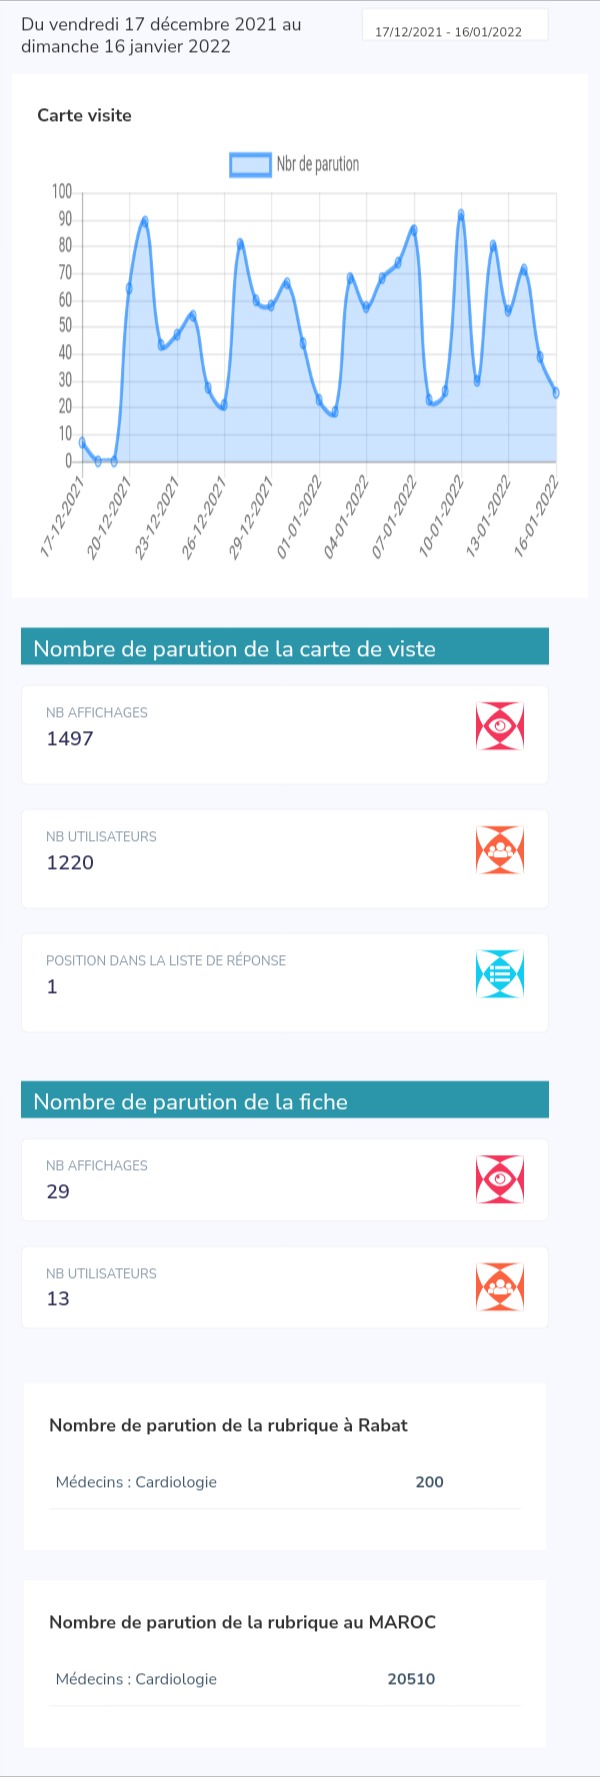 Du vendredi 17 décembre 2021 au
dimanche 16 janvier 2022
17/12/2021 - 16/01/2022
Carte visite
Nbr de parution
100
90
80
70
60
50
40
30
20
10
0
17-12-2021
20-12-2021
23-12-2021
26-12-2021
29-12-2021
01-01-2022
04-01-2022
07-01-2022
10-01-2022
13-01-2022
16-01-2022
Nombre de parution de la carte de viste
NB AFFICHAGES
1497
NB UTILISATEURS
1220
POSITION DANS LA LISTE DE RÉPONSE
1
Nombre de parution de la fiche
NB AFFICHAGES
29
NB UTILISATEURS
13
Nombre de parution de la rubrique à Rabat
Médecins : Cardiologie 200
Nombre de parution de la rubrique au MAROC
Médecins : Cardiologie 20510